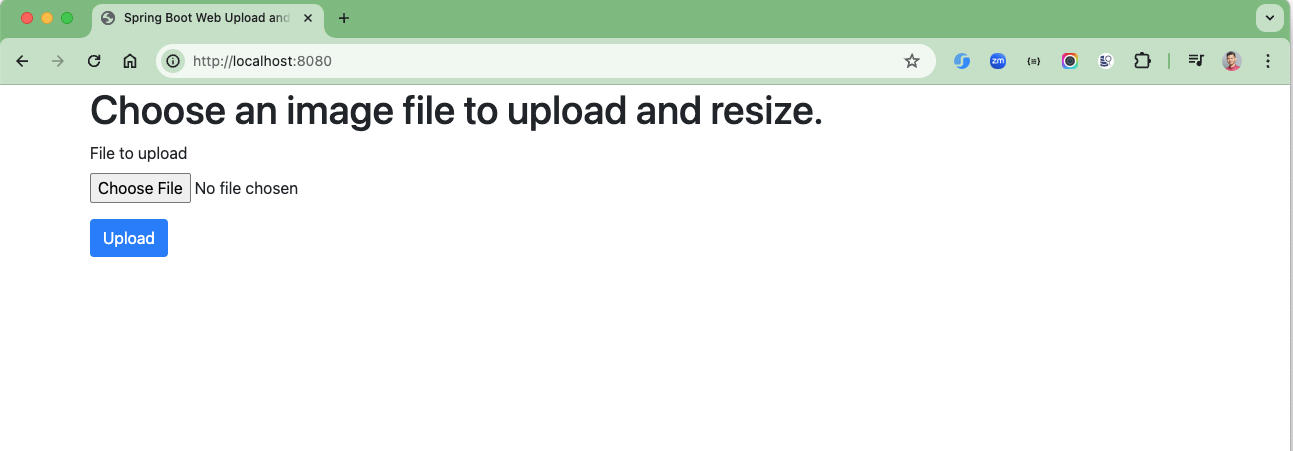 Spring Boot Web Upload and
http://localhost:8080
zm
Choose an image file to upload and resize.
File to upload
Choose File No file chosen
Upload